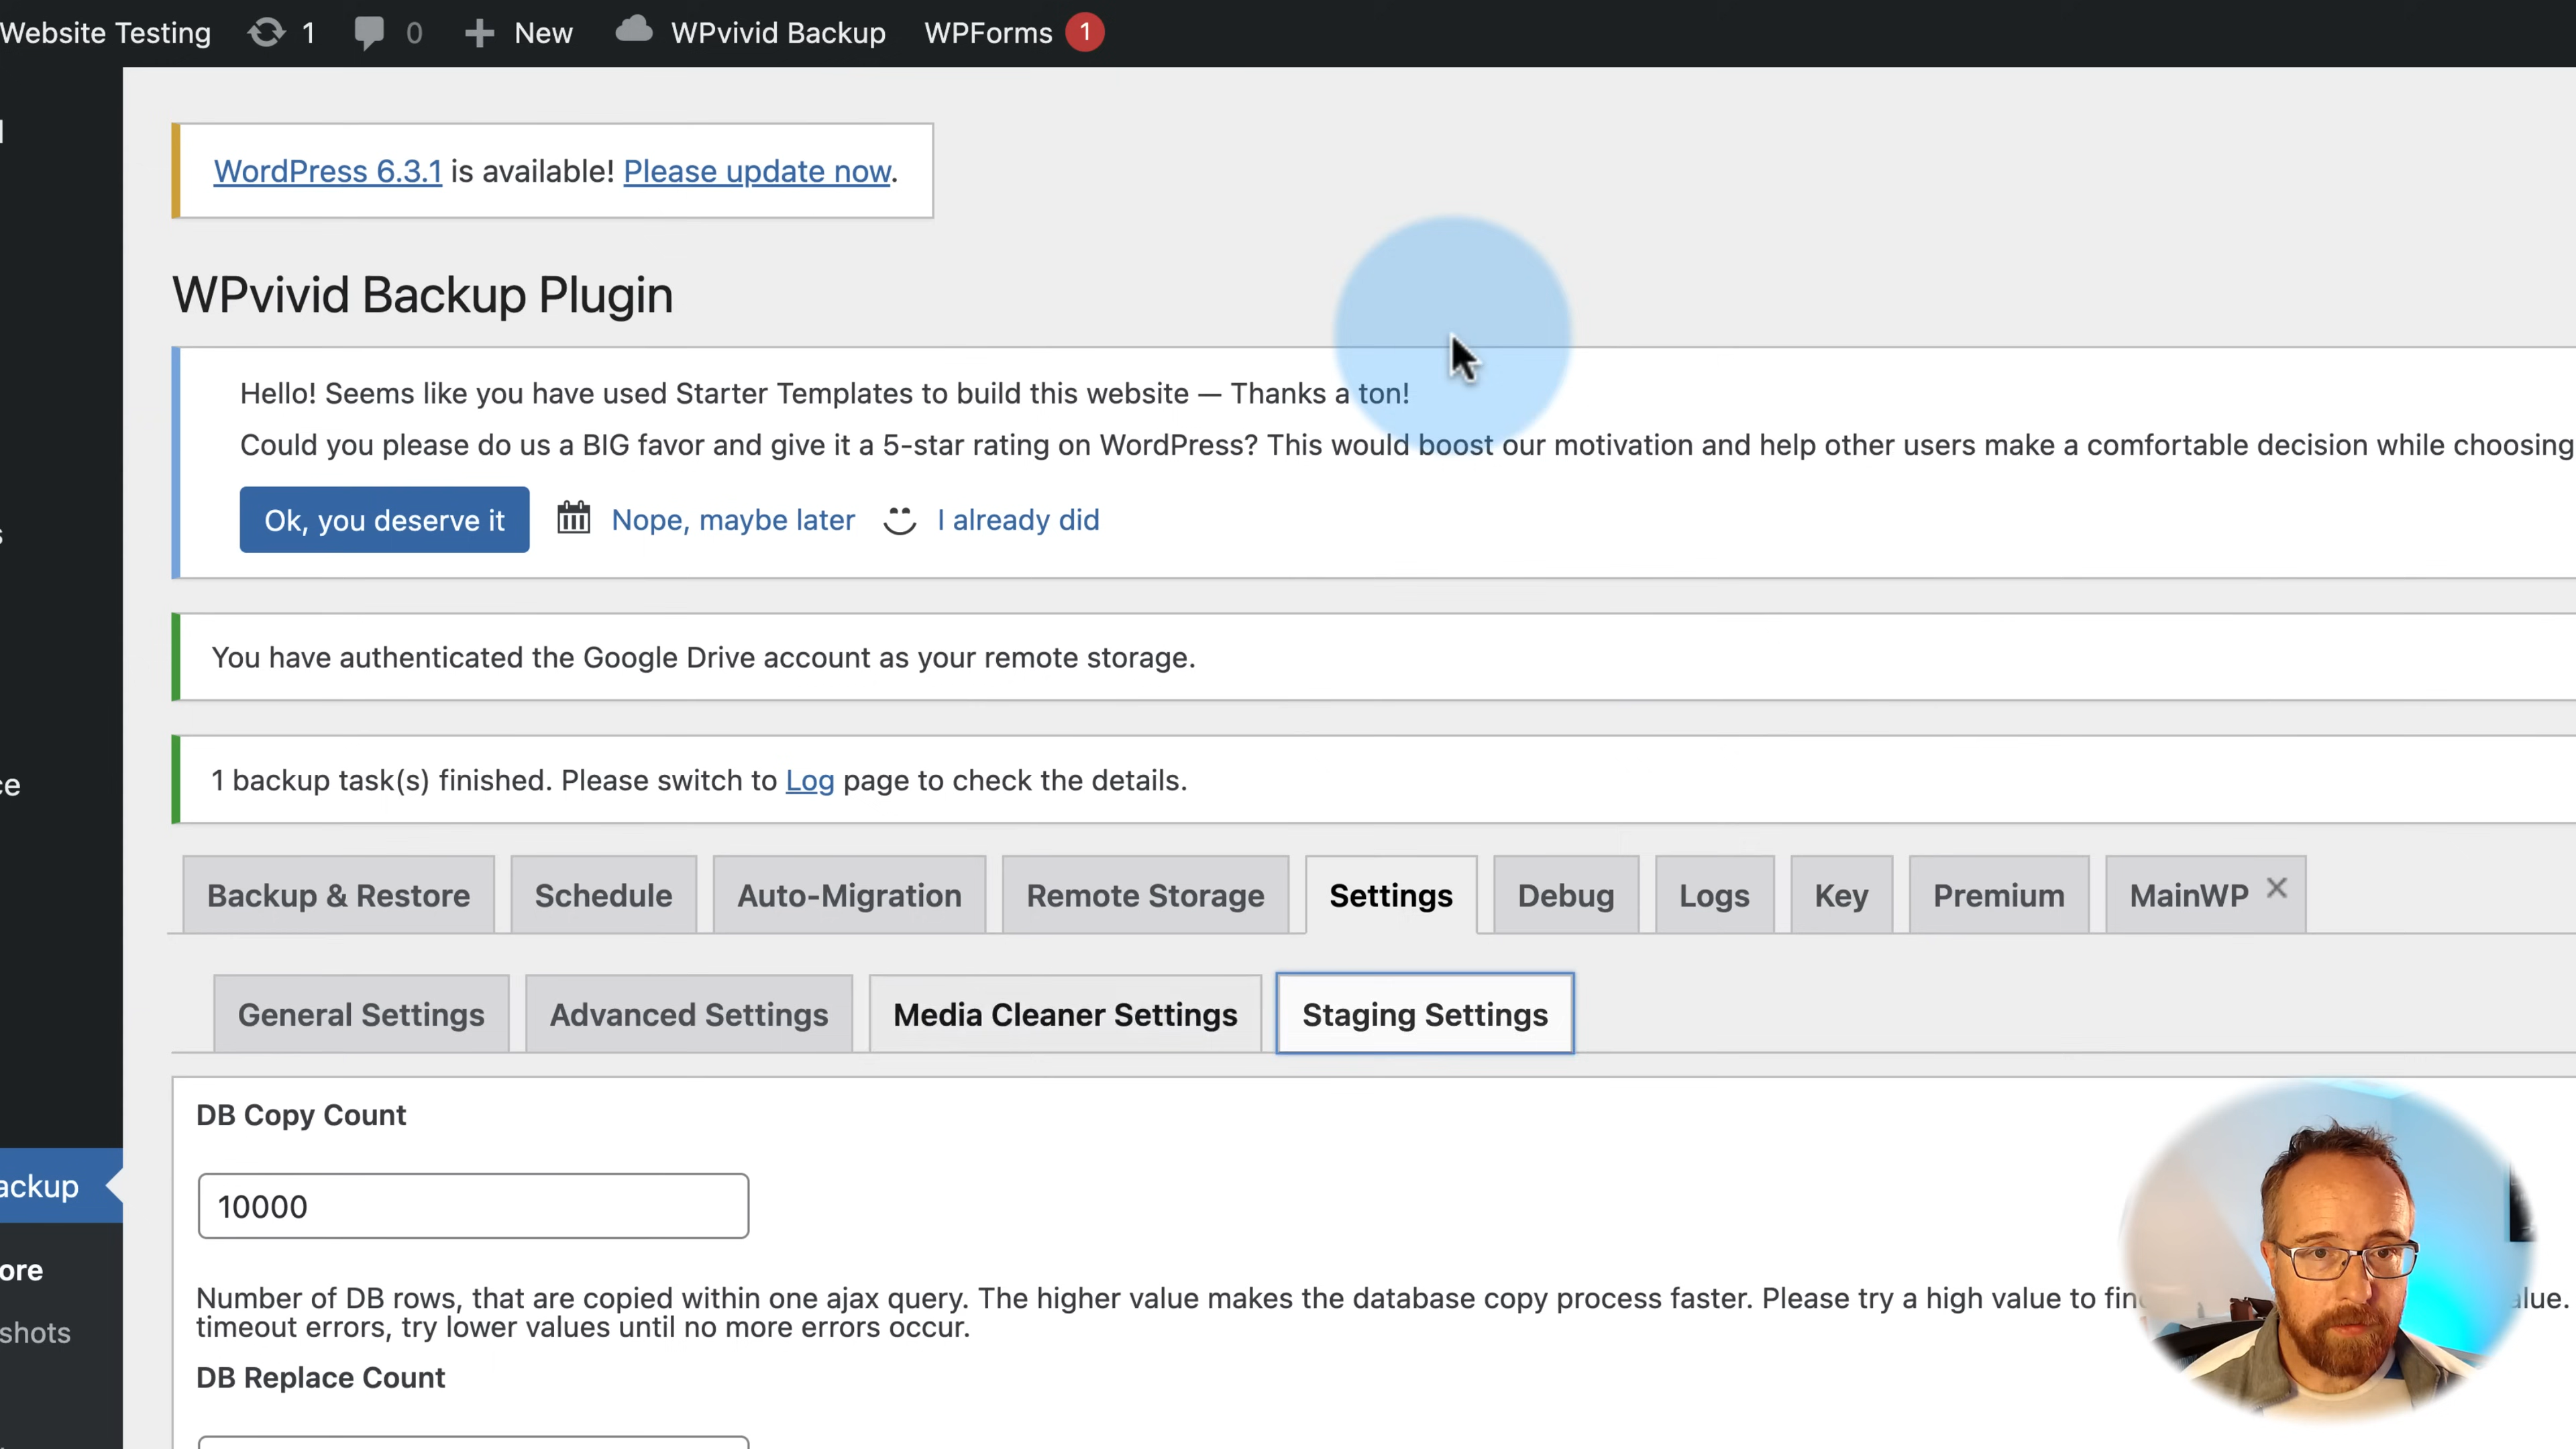 Website Testing 1 0 New WPvivid Backup WPForms 1
WordPress 6.3.1 is available! Please update now.
WPvivid Backup Plugin
Hello! Seems like you have used Starter Templates to build this website — Thanks a ton!
Could you please do us a BIG favor and give it a 5-star rating on WordPress? This would boost our motivation and help other users make a comfortable decision while choosing
Ok, you deserve it Nope, maybe later I already did
You have authenticated the Google Drive account as your remote storage.
1 backup task(s) finished. Please switch to Log page to check the details.
Backup & Restore Schedule Auto-Migration Remote Storage Settings Debug Logs Key Premium MainWP
General Settings Advanced Settings Media Cleaner Settings Staging Settings
DB Copy Count
ackup
10000
ore
Number of DB rows, that are copied within one ajax query. The higher value makes the database copy process faster. Please try a high value to fin alue.
shots
timeout errors, try lower values until no more errors occur.
DB Replace Count